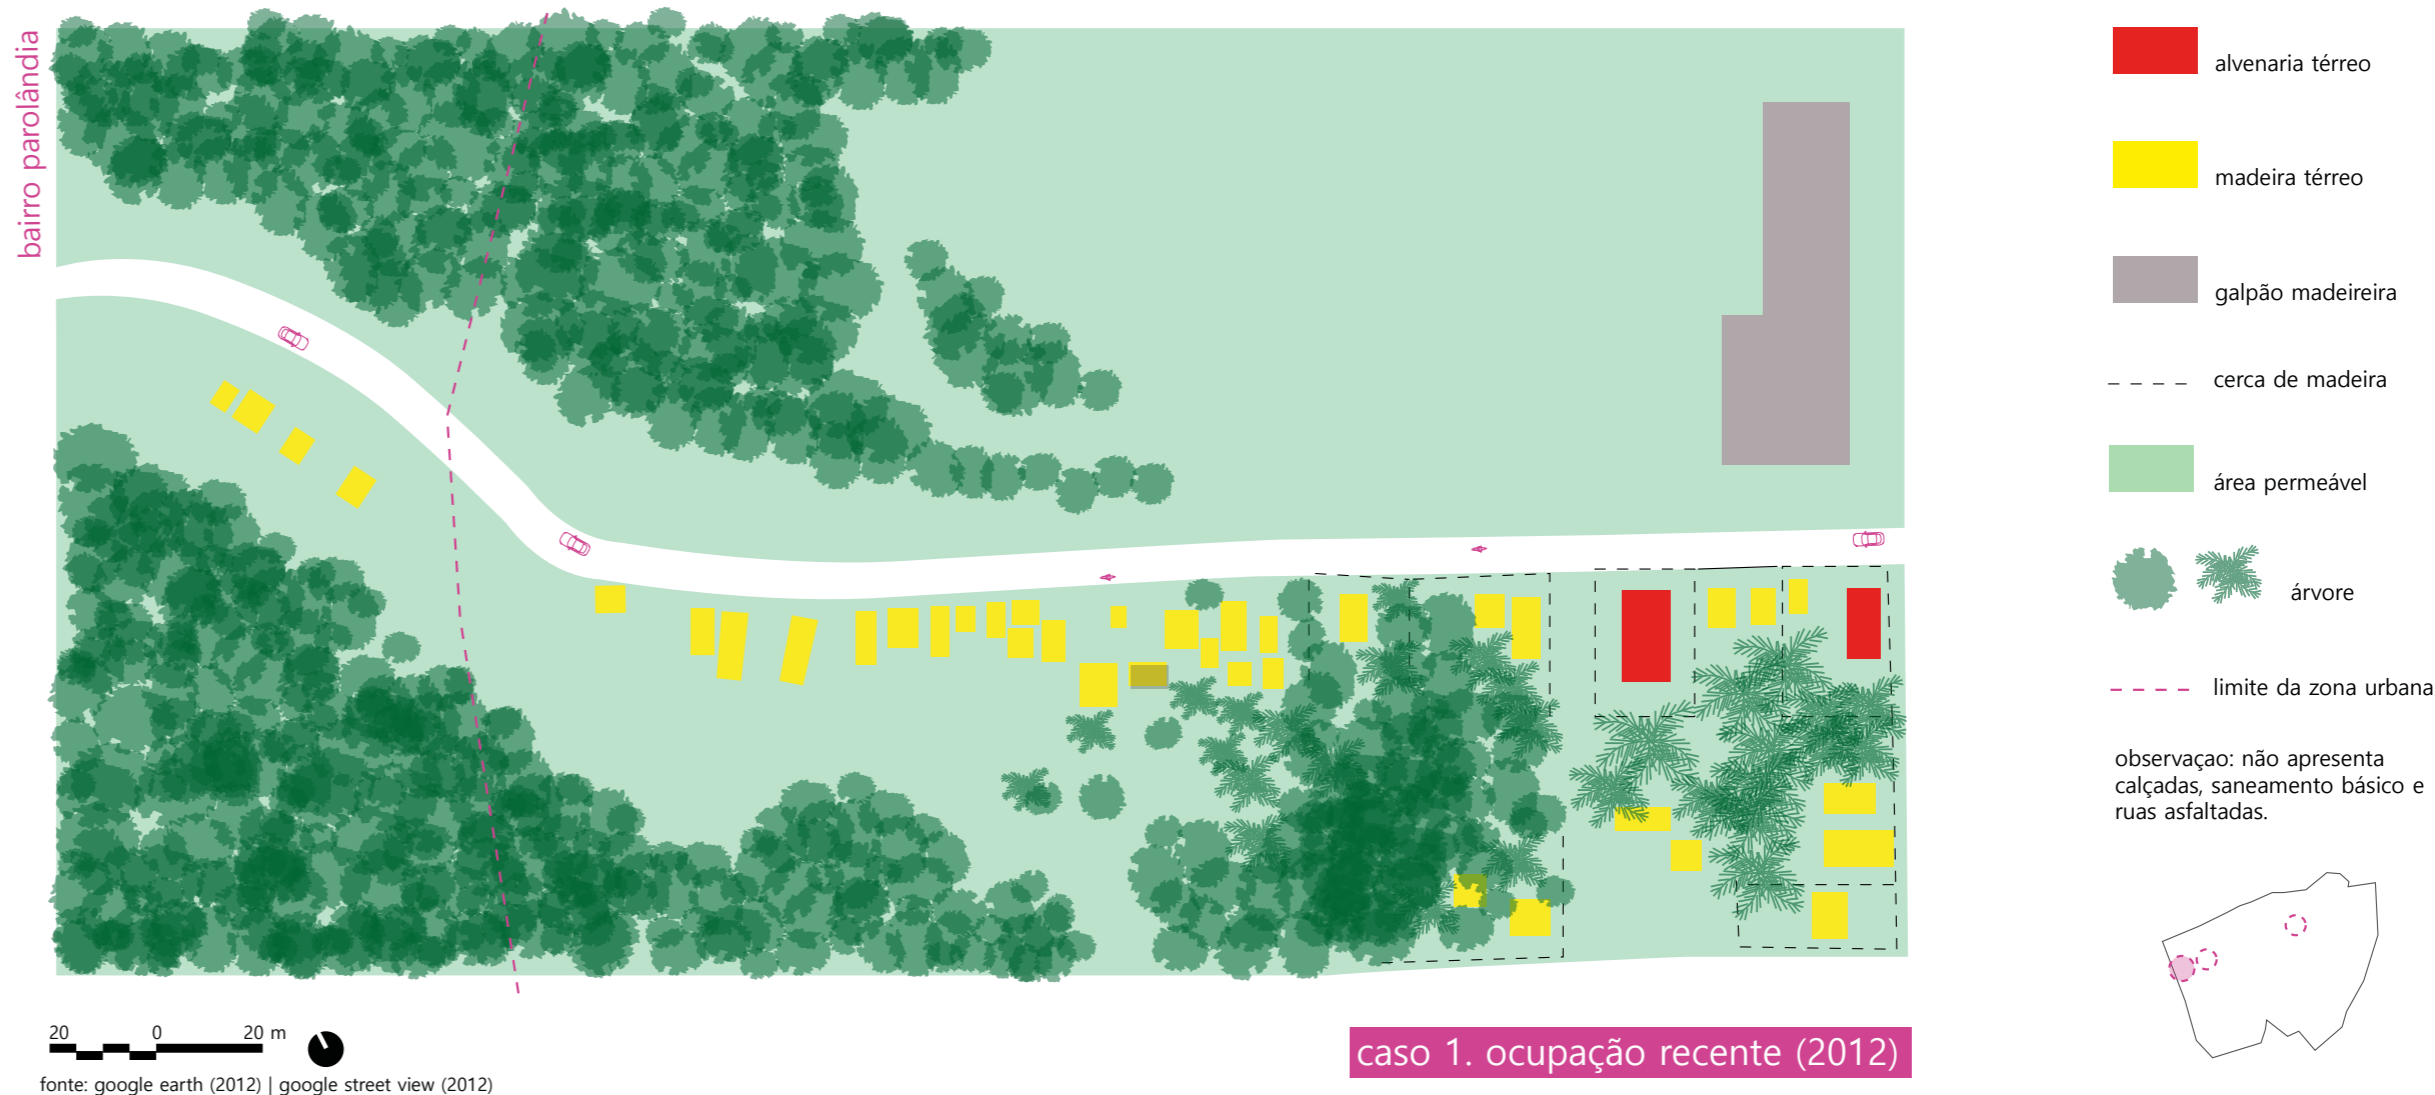 bairro parolândia
alvenaria térreo
madeira térreo
galpão madeireira
cerca de madeira
área permeável
árvore
limite da zona urbana
observaçao: não apresenta
calçadas, saneamento básico e
ruas asfaltadas.
20 0 20 m
fonte: google earth (2012) | google street view (2012)
caso 1. ocupação recente (2012)